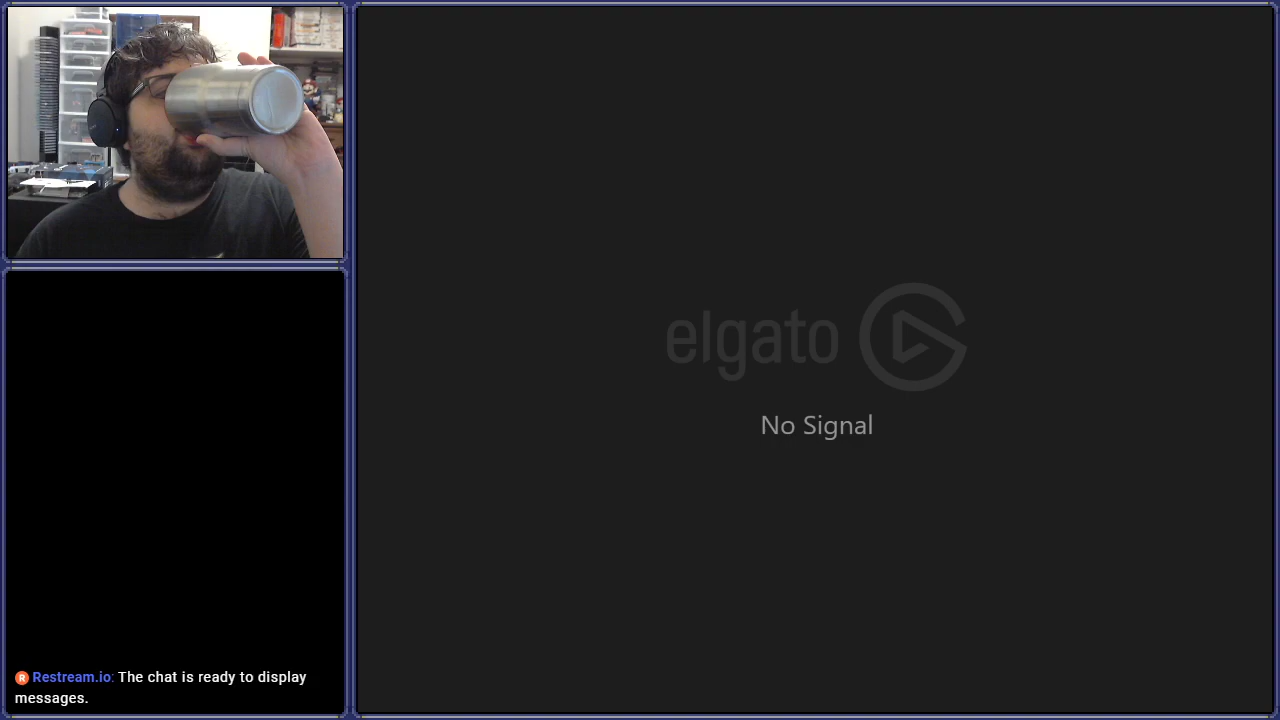 elgato
No Signal
Restream.io: The chat is ready to display
messages.